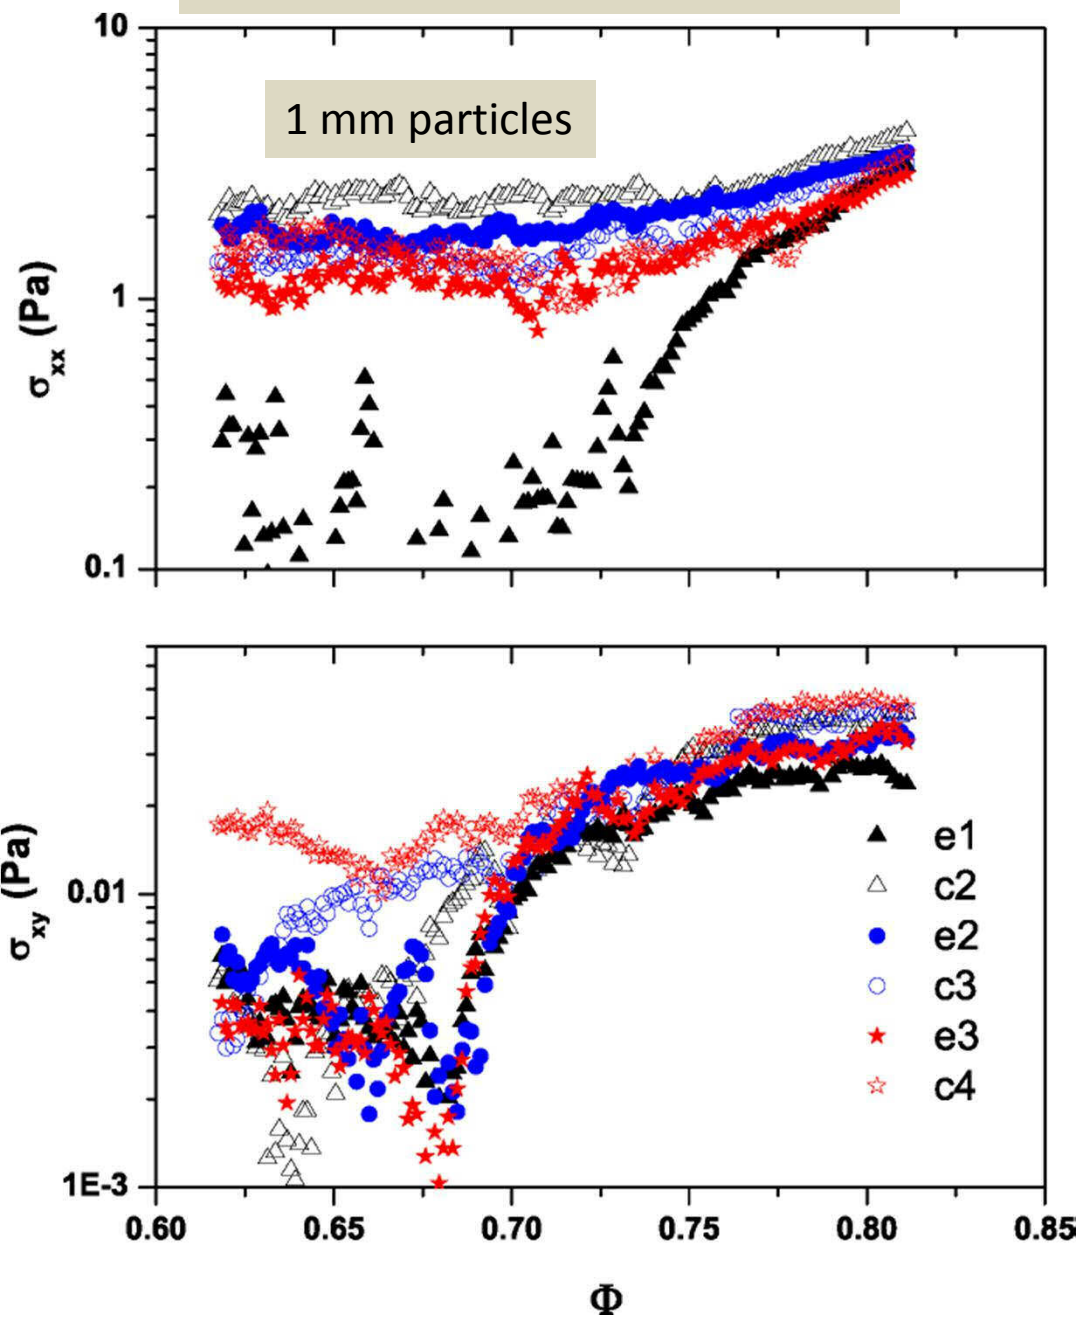 10
1 mm particles
1
0.1
σxx (Pa)
0.01
1E-3
σxy (Pa)
e1
c2
e2
c3
e3
c4
0.60 0.65 0.70 0.75 0.80 0.85
Φ